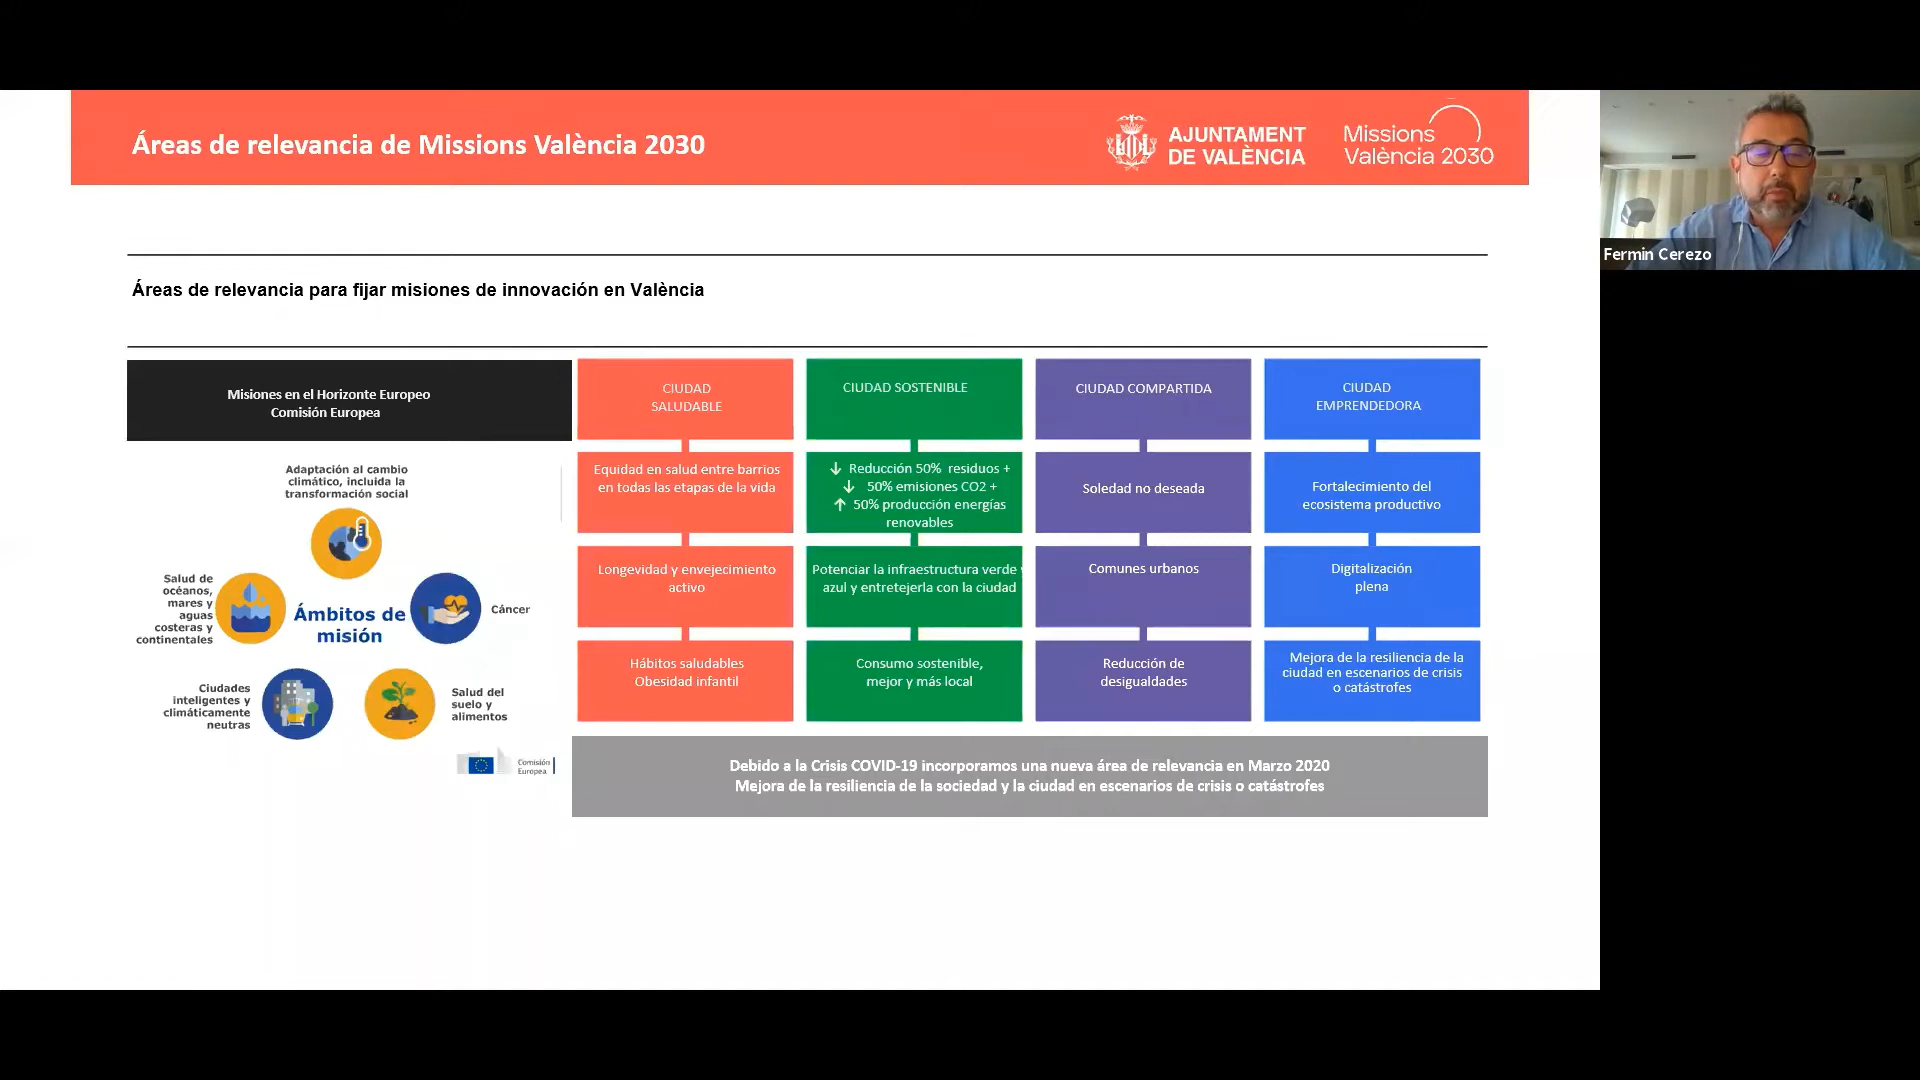 Áreas de relevancia de Missions València 2030
AJUNTAMENT
DE VALÈNCIA
Missions
València 2030
Fermin Cerezo
Áreas de relevancia para fijar misiones de innovación en València
Misiones en el Horizonte Europeo
Comisión Europea
Adaptación al cambio
climático, incluida la
transformación social
Salud de
océanos,
mares y
aguas
costeras y
continentales
Ámbitos de
misión
Cáncer
Ciudades
inteligentes y
climáticamente
neutras
Salud del
suelo y
alimentos
Comisión
Europea
CIUDAD
SALUDABLE
Equidad en salud entre barrios
en todas las etapas de la vida
Longevidad y envejecimiento
activo
Hábitos saludables
Obesidad infantil
CIUDAD SOSTENIBLE
↓ Reducción 50% residuos +
↓ 50% emisiones CO2 +
↑ 50% producción energías
renovables
Potenciar la infraestructura verde y
azul y entretejerla con la ciudad
Consumo sostenible,
mejor y más local
CIUDAD COMPARTIDA
Soledad no deseada
Comunes urbanos
Reducción de
desigualdades
CIUDAD
EMPRENDEDORA
Fortalecimiento del
ecosistema productivo
Digitalización
plena
Mejora de la resiliencia de la
ciudad en escenarios de crisis
o catástrofes
Debido a la Crisis COVID-19 incorporamos una nueva área de relevancia en Marzo 2020
Mejora de la resiliencia de la sociedad y la ciudad en escenarios de crisis o catástrofes